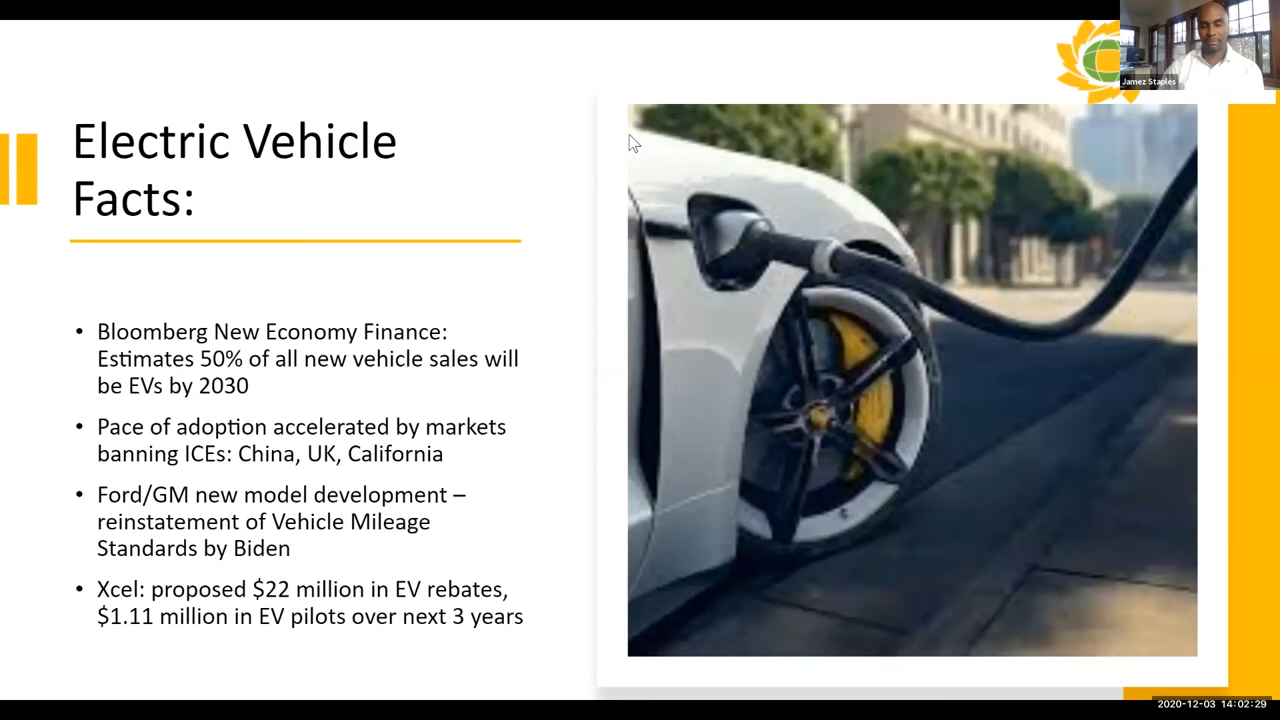 Jamez Staples
Electric Vehicle
Facts:
• Bloomberg New Economy Finance:
Estimates 50% of all new vehicle sales will
be EVs by 2030
• Pace of adoption accelerated by markets
banning ICEs: China, UK, California
• Ford/GM new model development –
reinstatement of Vehicle Mileage
Standards by Biden
• Xcel: proposed $22 million in EV rebates,
$1.11 million in EV pilots over next 3 years
2020-12-03 14:02:29